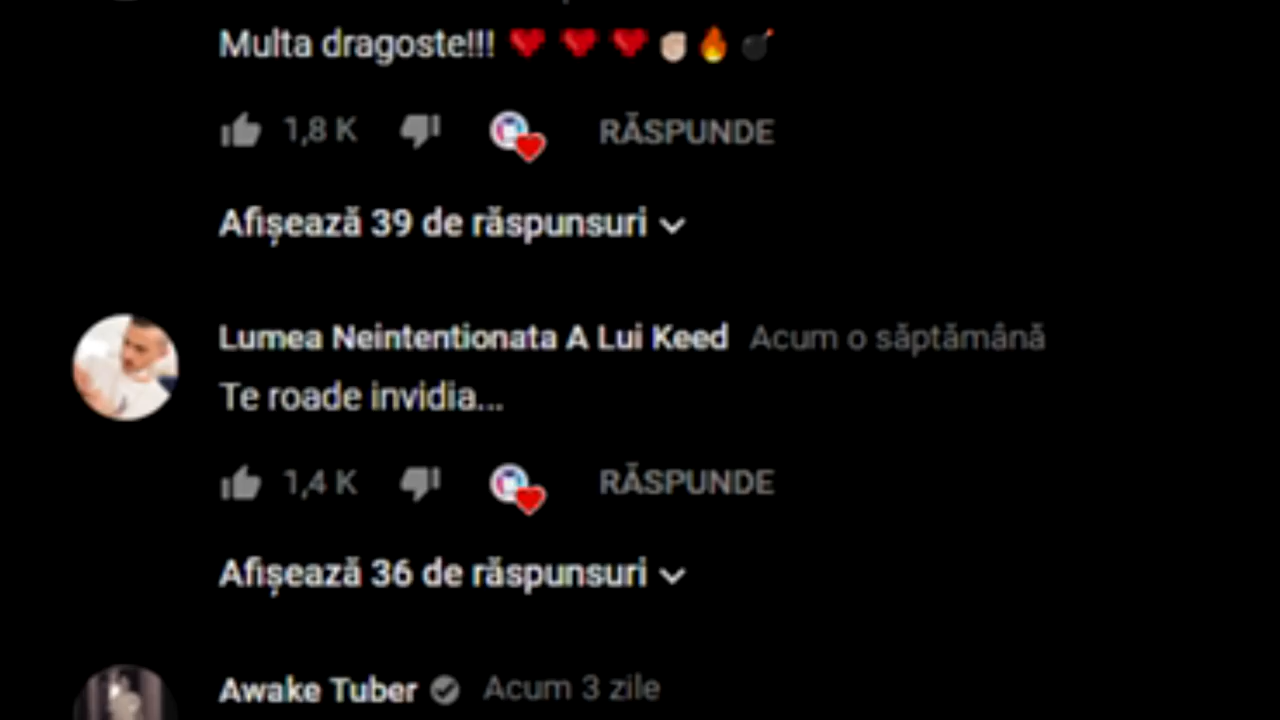 Multa dragoste!!! ❤️ ❤️ ❤️ ✊🏻 🔥 💣
1,8 K RĂSPUNDE
Afișează 39 de răspunsuri
Lumea Neintentionata A Lui Keed Acum o săptămână
Te roade invidia...
1,4 K RĂSPUNDE
Afișează 36 de răspunsuri
Awake Tuber Acum 3 zile